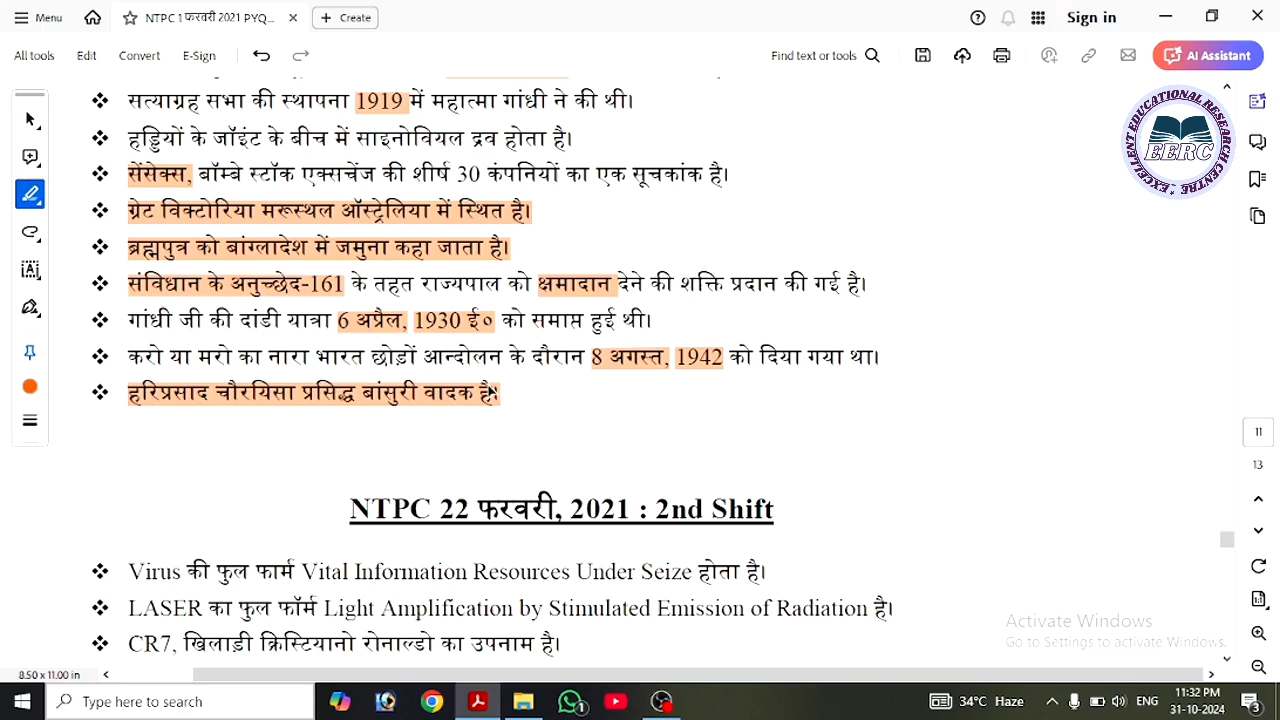 Menu
NTPC 1 फरवरी 2021 PYQ...
Create
Sign in
All tools Edit Convert E-Sign
Find text or tools
AI Assistant
सत्याग्रह सभा की स्थापना 1919 में महात्मा गांधी ने की थी।
हड्डियों के जॉइंट के बीच में साइनोवियल द्रव होता है।
सेंसेक्स, बॉम्बे स्टॉक एक्सचेंज की शीर्ष 30 कंपनियों का एक सूचकांक है।
ग्रेट विक्टोरिया मरूस्थल ऑस्ट्रेलिया में स्थित है।
ब्रह्मपुत्र को बांग्लादेश में जमुना कहा जाता है।
संविधान के अनुच्छेद-161 के तहत राज्यपाल को क्षमादान देने की शक्ति प्रदान की गई है।
गांधी जी की दांडी यात्रा 6 अप्रैल, 1930 ई० को समाप्त हुई थी।
करो या मरो का नारा भारत छोड़ों आन्दोलन के दौरान 8 अगस्त, 1942 को दिया गया था।
हरिप्रसाद चौरयिसा प्रसिद्ध बांसुरी वादक है।
NTPC 22 फरवरी, 2021 : 2nd Shift
Virus की फुल फार्म Vital Information Resources Under Seize होता है।
LASER का फुल फॉर्म Light Amplification by Stimulated Emission of Radiation है।
CR7, खिलाड़ी क्रिस्टियानो रोनाल्डो का उपनाम है।
EXCELENT EDUCATIONAL RESEARCH CENTRE
EERC
11
13
Activate Windows
Go to Settings to activate Windows.
8.50 x 11.00 in
Type here to search
1
34°C Haze
ENG
11:32 PM
31-10-2024
3